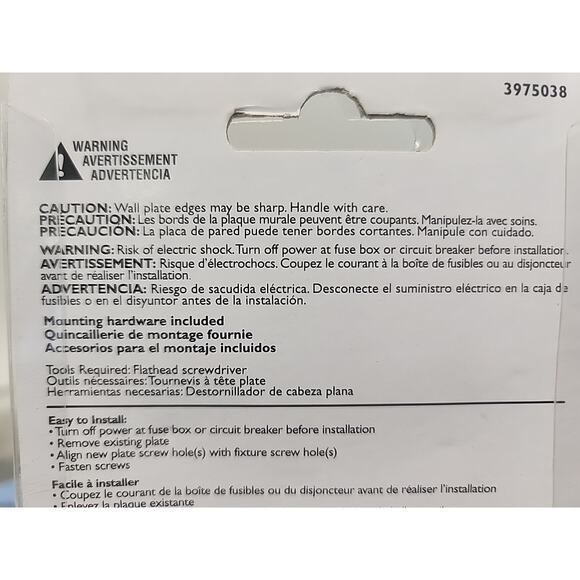 3975038
WARNING
AVERTISSEMENT
ADVERTENCIA
CAUTION: Wall plate edges may be sharp. Handle with care.
PRÉCAUTION: Les bords de la plaque murale peuvent être coupants. Manipulez-la avec soins.
PRECAUCIÓN: La placa de pared puede tener bordes cortantes. Manipule con cuidado.
WARNING: Risk of electric shock. Turn off power at fuse box or circuit breaker before installation.
AVERTISSEMENT: Risque d'électrochocs. Coupez le courant à la boîte de fusibles ou au disjoncteur
avant de réaliser l'installation.
ADVERTENCIA: Riesgo de sacudida eléctrica. Desconecte el suministro eléctrico en la caja de
fusibles o en el disyuntor antes de la instalación.
Mounting hardware included
Quincaillerie de montage fournie
Accesorios para el montaje incluidos
Tools Required: Flathead screwdriver
Outils nécessaires: Tournevis à tête plate
Herramientas necesarias: Destornillador de cabeza plana
Easy to Install:
• Turn off power at fuse box or circuit breaker before installation
• Remove existing plate
• Align new plate screw hole(s) with fixture screw hole(s)
• Fasten screws
Facile à installer
• Coupez le courant de la boîte de fusibles ou du disjoncteur avant de réaliser l'installation
• Enlevez la plaque existante